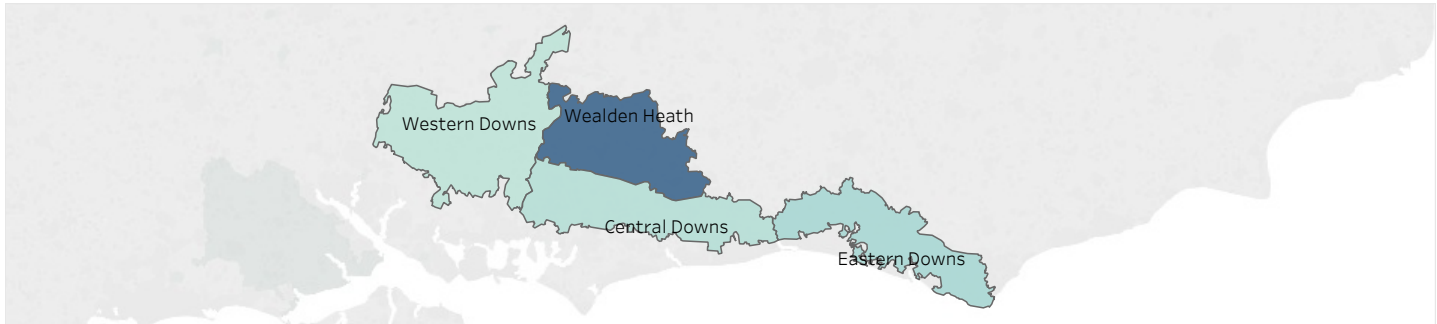 Wealden Heath
Western Downs
Central Downs
Eastern Downs